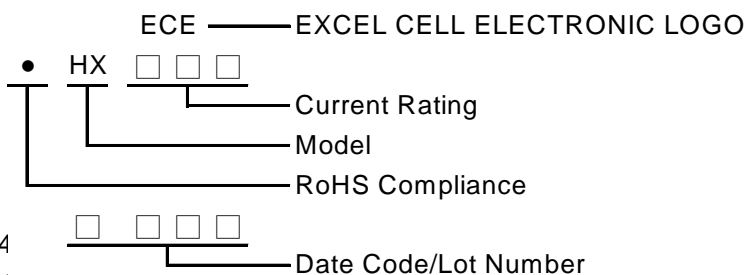 ECE EXCEL CELL ELECTRONIC LOGO
• HX □ □ □
Current Rating
Model
RoHS Compliance
□ □ □ □
Date Code/Lot Number